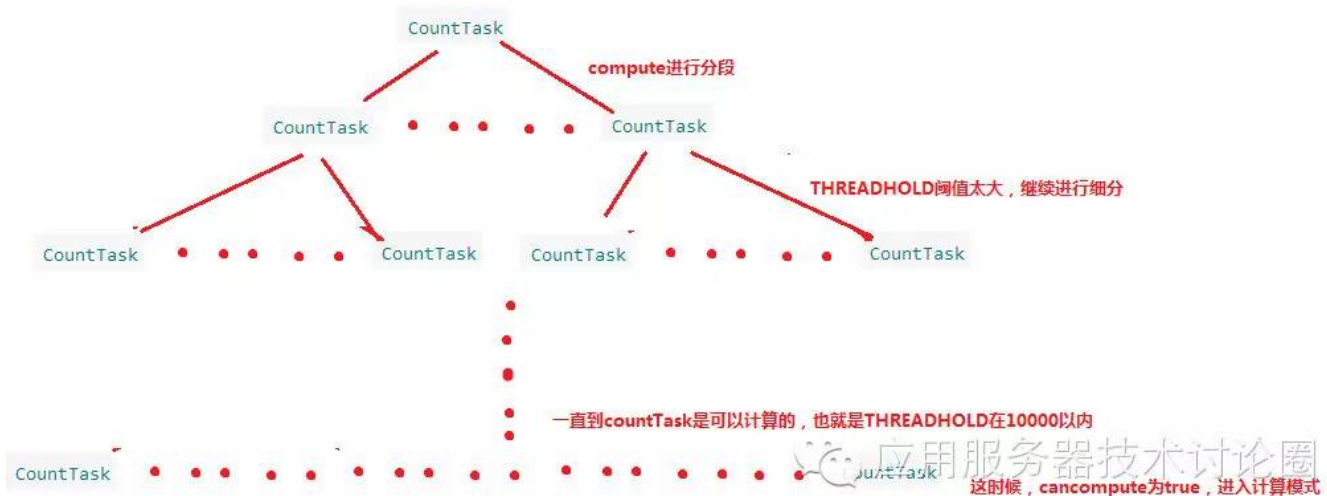 CountTask
compute进行分段
CountTask CountTask
THREADHOLD阀值太大，继续进行细分
CountTask CountTask CountTask CountTask
一直到countTask是可以计算的，也就是THREADHOLD在10000以内
应用服务器技术讨论圈
CountTask CountTask
这时候，cancompute为true，进入计算模式